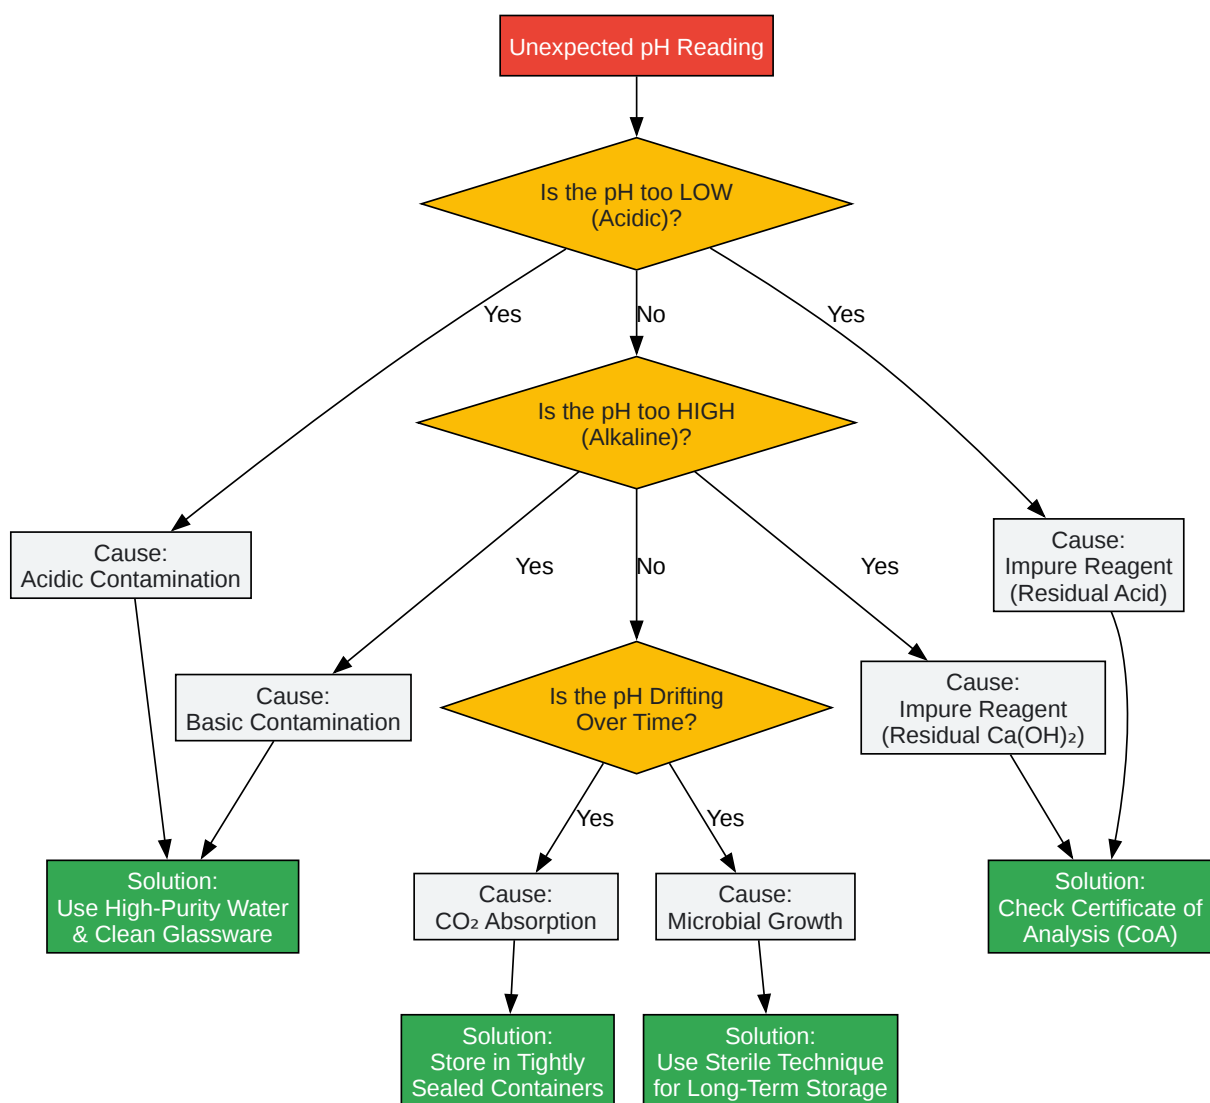 Unexpected pH Reading
Is the pH too LOW
(Acidic)?
Yes
No
Yes
Is the pH too HIGH
(Alkaline)?
Cause:
Acidic Contamination
Yes
No
Yes
Cause:
Impure Reagent
(Residual Acid)
Cause:
Basic Contamination
Is the pH Drifting
Over Time?
Cause:
Impure Reagent
(Residual Ca(OH)₂)
Yes
Yes
Solution:
Use High-Purity Water
& Clean Glassware
Cause:
CO₂ Absorption
Cause:
Microbial Growth
Solution:
Check Certificate of
Analysis (CoA)
Solution:
Store in Tightly
Sealed Containers
Solution:
Use Sterile Technique
for Long-Term Storage